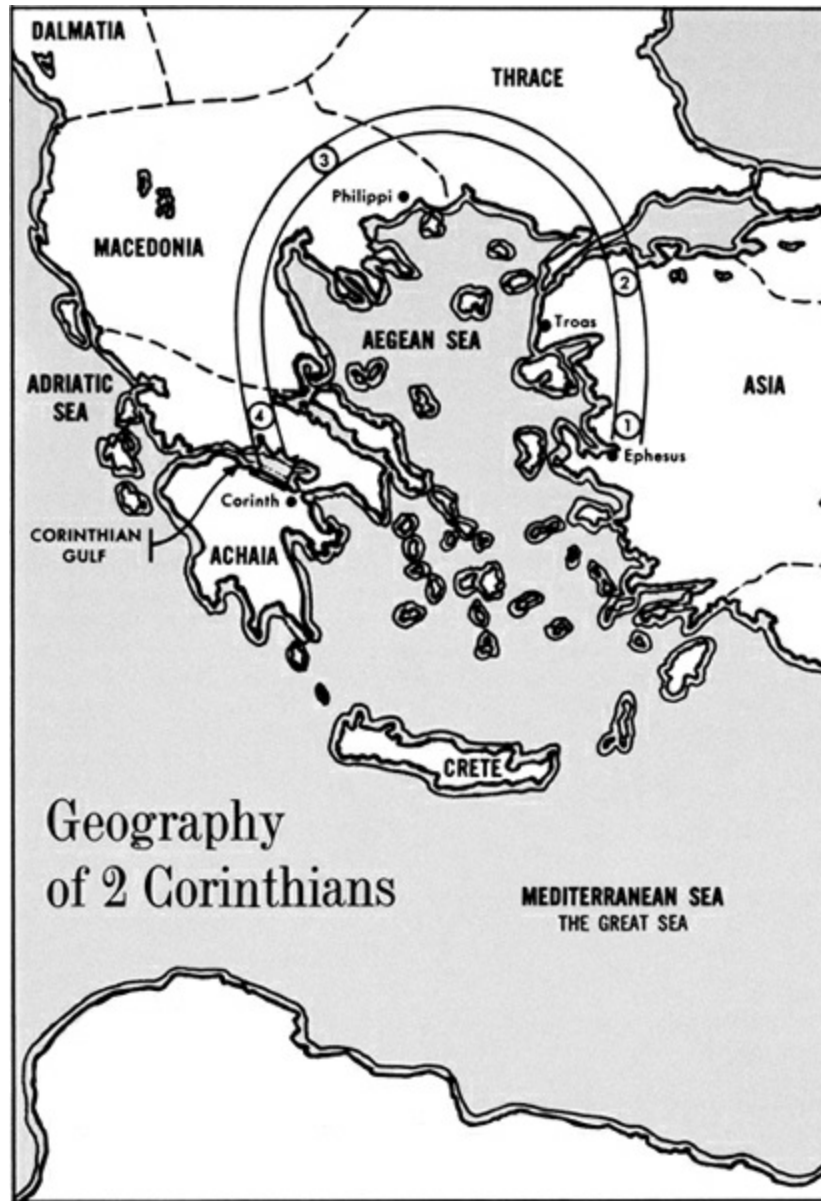 DALMATIA
THRACE
3
Philippi
MACEDONIA
2
Troas
AEGEAN SEA
ASIA
ADRIATIC
SEA
4
1
Ephesus
Corinth
CORINTHIAN
GULF
ACHAIA
CRETE
Geography
of 2 Corinthians
MEDITERRANEAN SEA
THE GREAT SEA